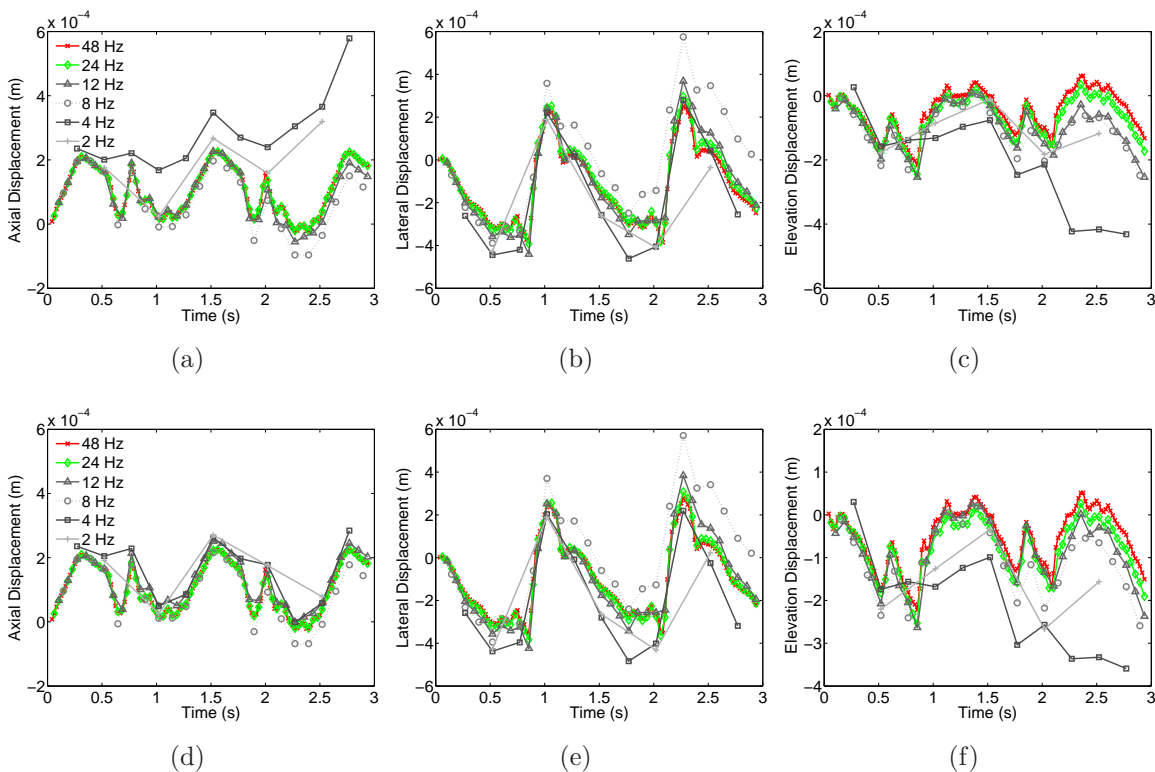 x 10⁻⁴
6
4
2
0
−2
Axial Displacement (m)
48 Hz
24 Hz
12 Hz
8 Hz
4 Hz
2 Hz
0 0.5 1 1.5 2 2.5 3
Time (s)
(a)
x 10⁻⁴
6
4
2
0
−2
−4
−6
Lateral Displacement (m)
0 0.5 1 1.5 2 2.5 3
Time (s)
(b)
x 10⁻⁴
2
0
−2
−4
−6
Elevation Displacement (m)
0 0.5 1 1.5 2 2.5 3
Time (s)
(c)
x 10⁻⁴
6
4
2
0
−2
Axial Displacement (m)
48 Hz
24 Hz
12 Hz
8 Hz
4 Hz
2 Hz
0 0.5 1 1.5 2 2.5 3
Time (s)
(d)
x 10⁻⁴
6
4
2
0
−2
−4
−6
Lateral Displacement (m)
0 0.5 1 1.5 2 2.5 3
Time (s)
(e)
x 10⁻⁴
2
1
0
−1
−2
−3
−4
Elevation Displacement (m)
0 0.5 1 1.5 2 2.5 3
Time (s)
(f)